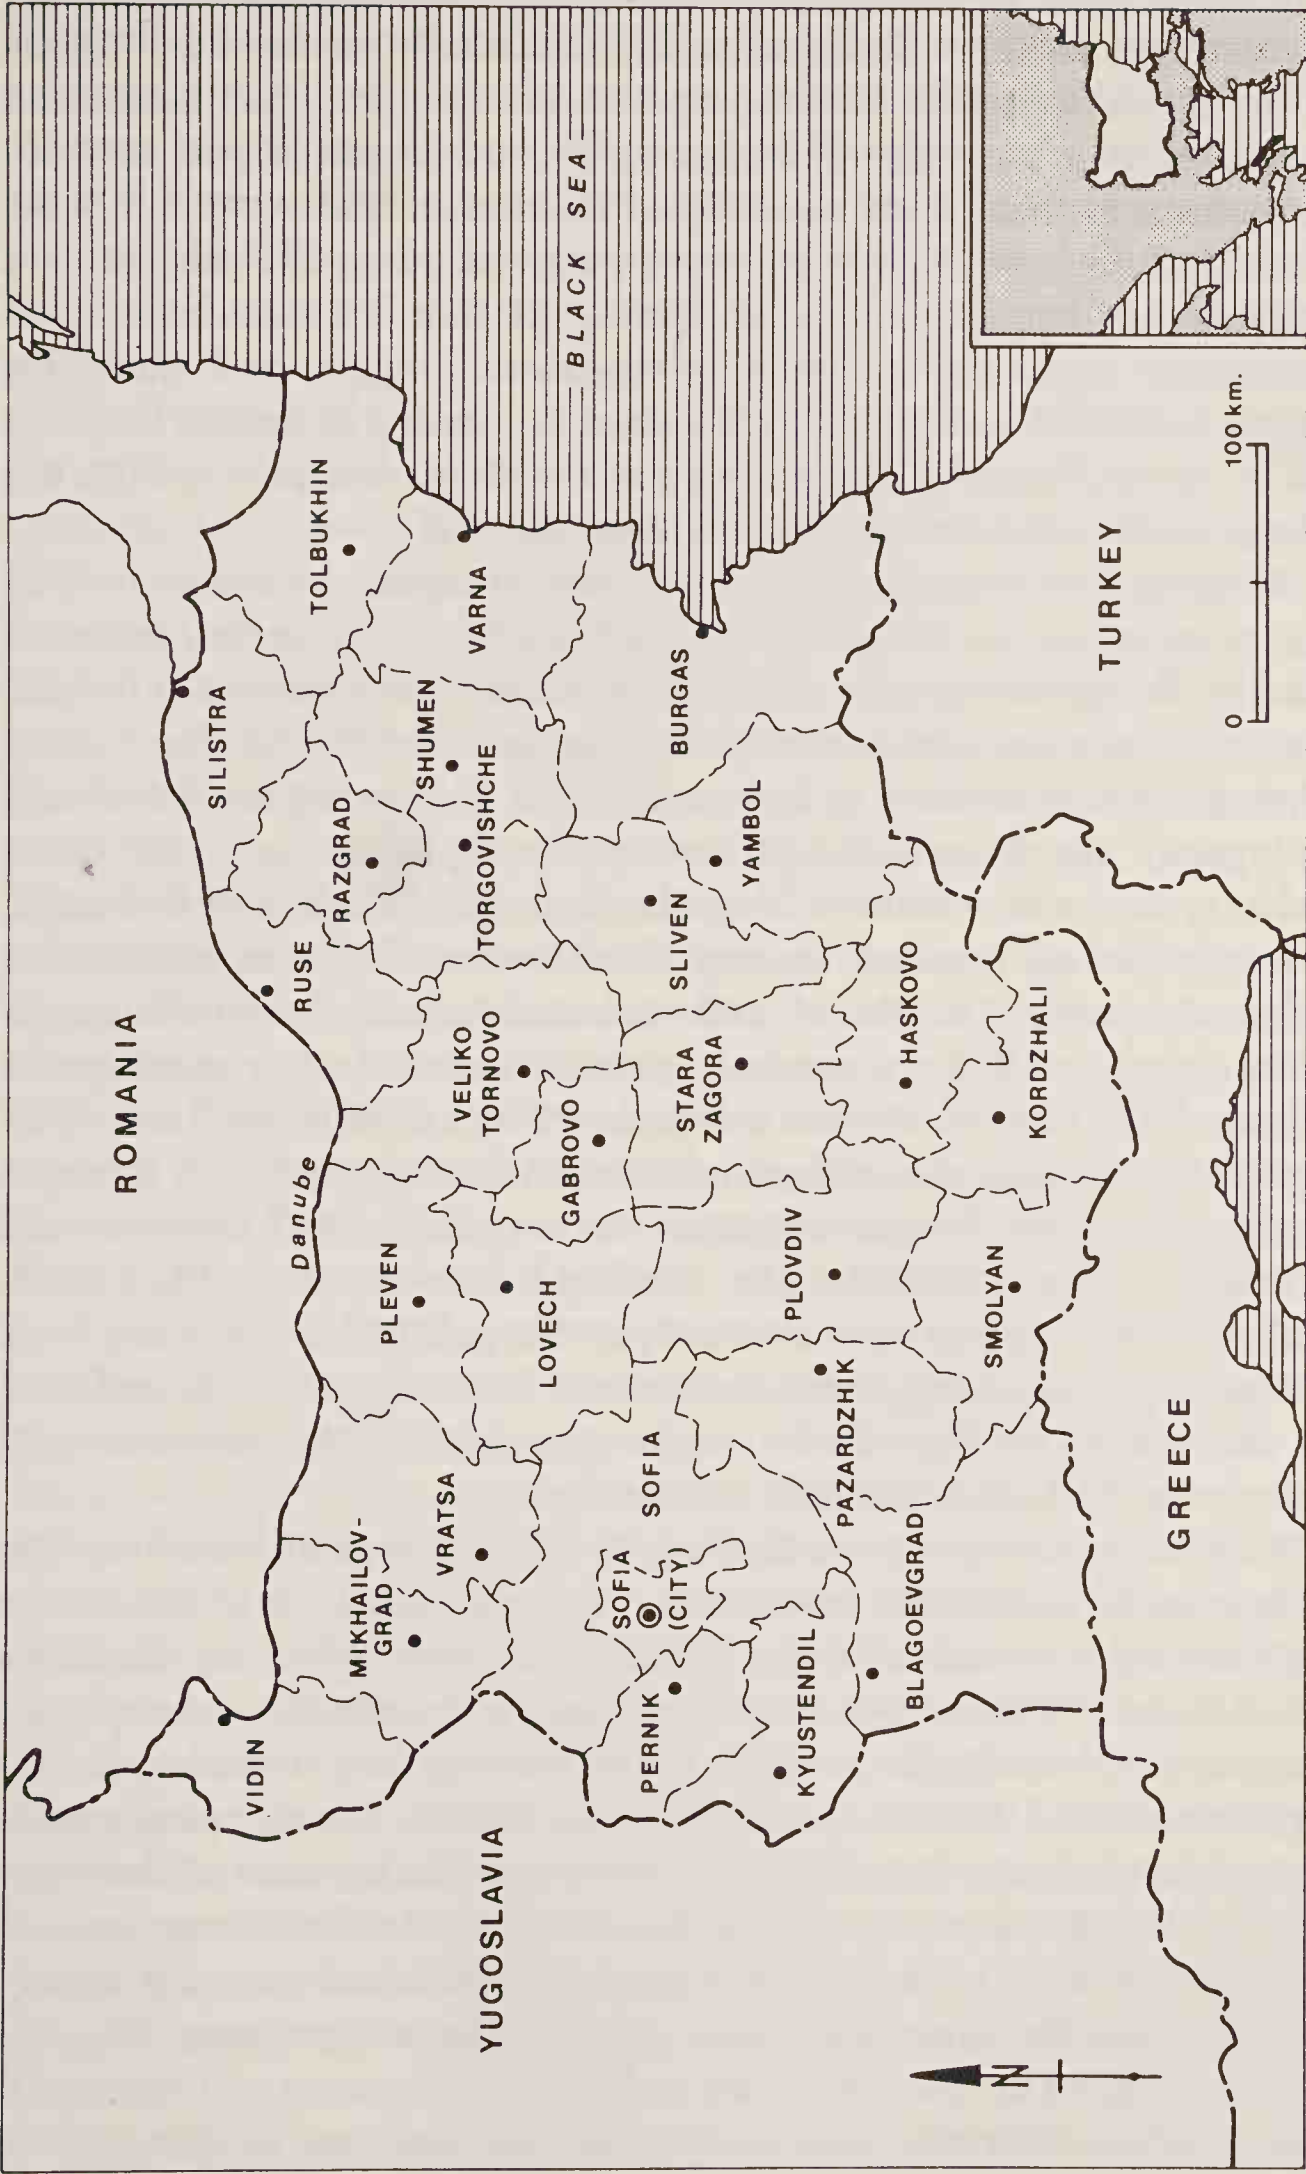 ROMANIA
Danube
BLACK SEA
SILISTRA
TOLBUKHIN
VIDIN
RUSE
RAZGRAD
MIKHAILOV-
GRAD
PLEVEN
SHUMEN
VRATSA
VELIKO
TORNOVO
TORGOVISHCHE
VARNA
YUGOSLAVIA
LOVECH
GABROVO
SOFIA
(CITY)
SOFIA
PERNIK
STARA
ZAGORA
SLIVEN
BURGAS
YAMBOL
KYUSTENDIL
PLOVDIV
PAZARDZHIK
BLAGOEVGRAD
HASKOVO
SMOLYAN
KORDZHALI
N
GREECE
TURKEY
0
100 km.